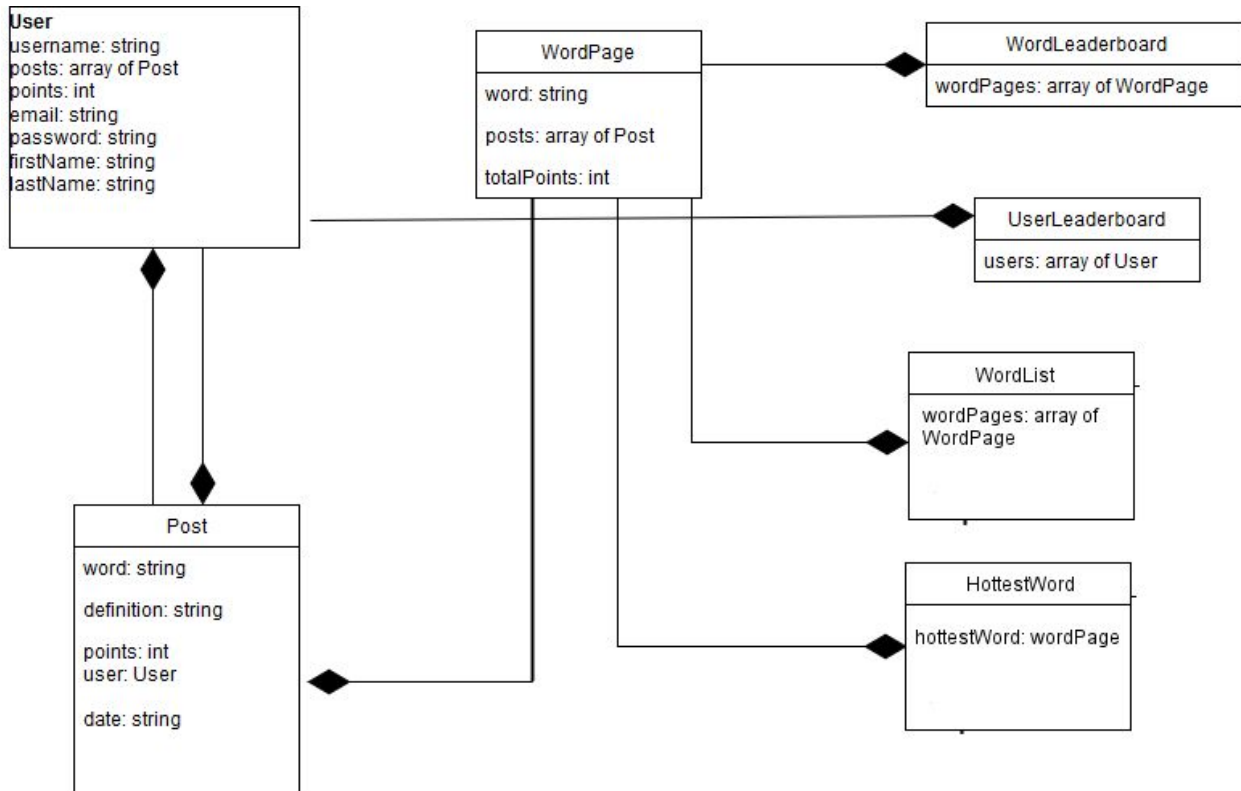 User
username: string
posts: array of Post
points: int
email: string
password: string
firstName: string
lastName: string
WordPage
word: string
posts: array of Post
totalPoints: int
WordLeaderboard
wordPages: array of WordPage
UserLeaderboard
users: array of User
WordList
wordPages: array of
WordPage
Post
word: string
definition: string
points: int
user: User
date: string
HottestWord
hottestWord: wordPage